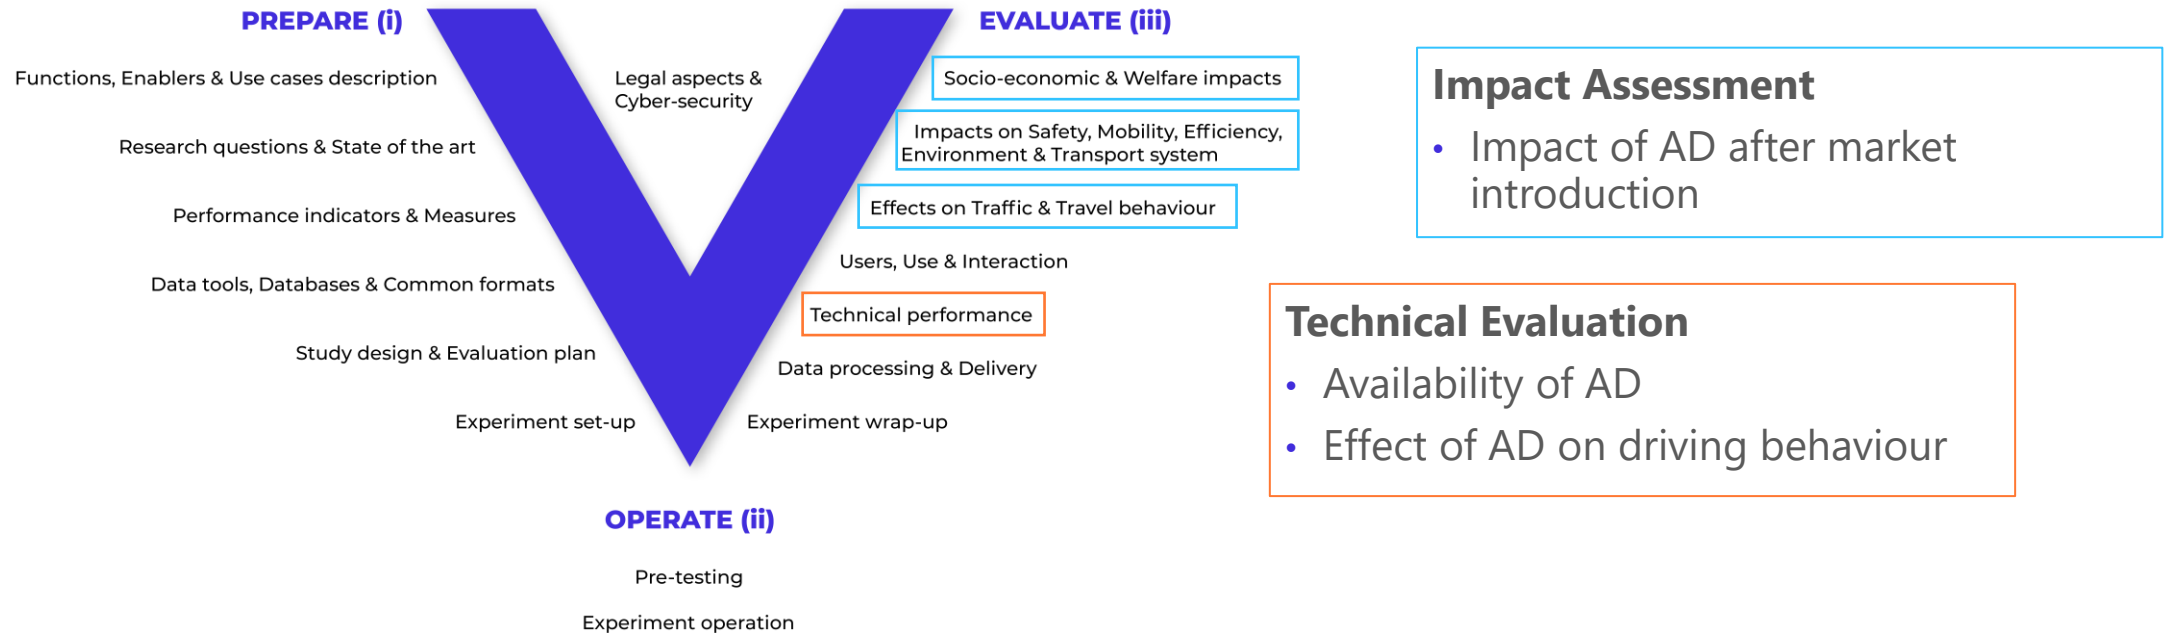 PREPARE (i)
Functions, Enablers & Use cases description
Research questions & State of the art
Performance indicators & Measures
Data tools, Databases & Common formats
Study design & Evaluation plan
Experiment set-up
Legal aspects &
Cyber-security
EVALUATE (iii)
Socio-economic & Welfare impacts
Impacts on Safety, Mobility, Efficiency,
Environment & Transport system
Effects on Traffic & Travel behaviour
Users, Use & Interaction
Technical performance
Data processing & Delivery
Experiment wrap-up
OPERATE (ii)
Pre-testing
Experiment operation
Impact Assessment
• Impact of AD after market
introduction
Technical Evaluation
• Availability of AD
• Effect of AD on driving behaviour